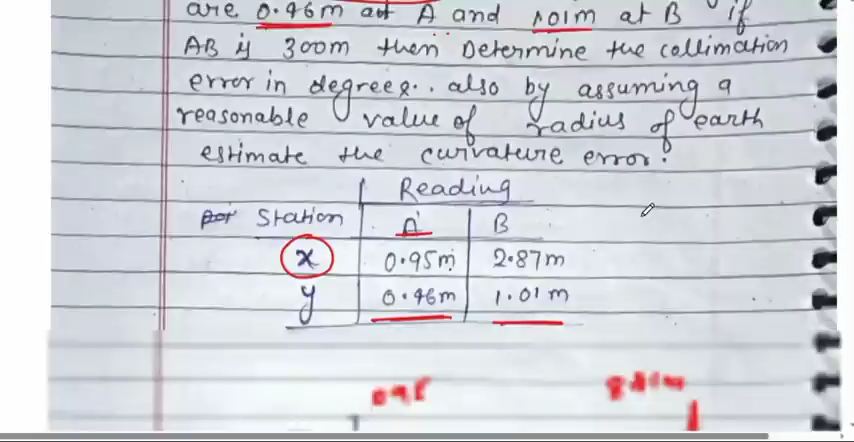 are 0.46m at A and 1.01m at B if
AB is 300m then Determine the collimation
error in degrees.. also by assuming a
reasonable value of radius of earth
estimate the curvature error.
Reading
Station A B
x 0.95m 2.87m
y 0.46m 1.01m